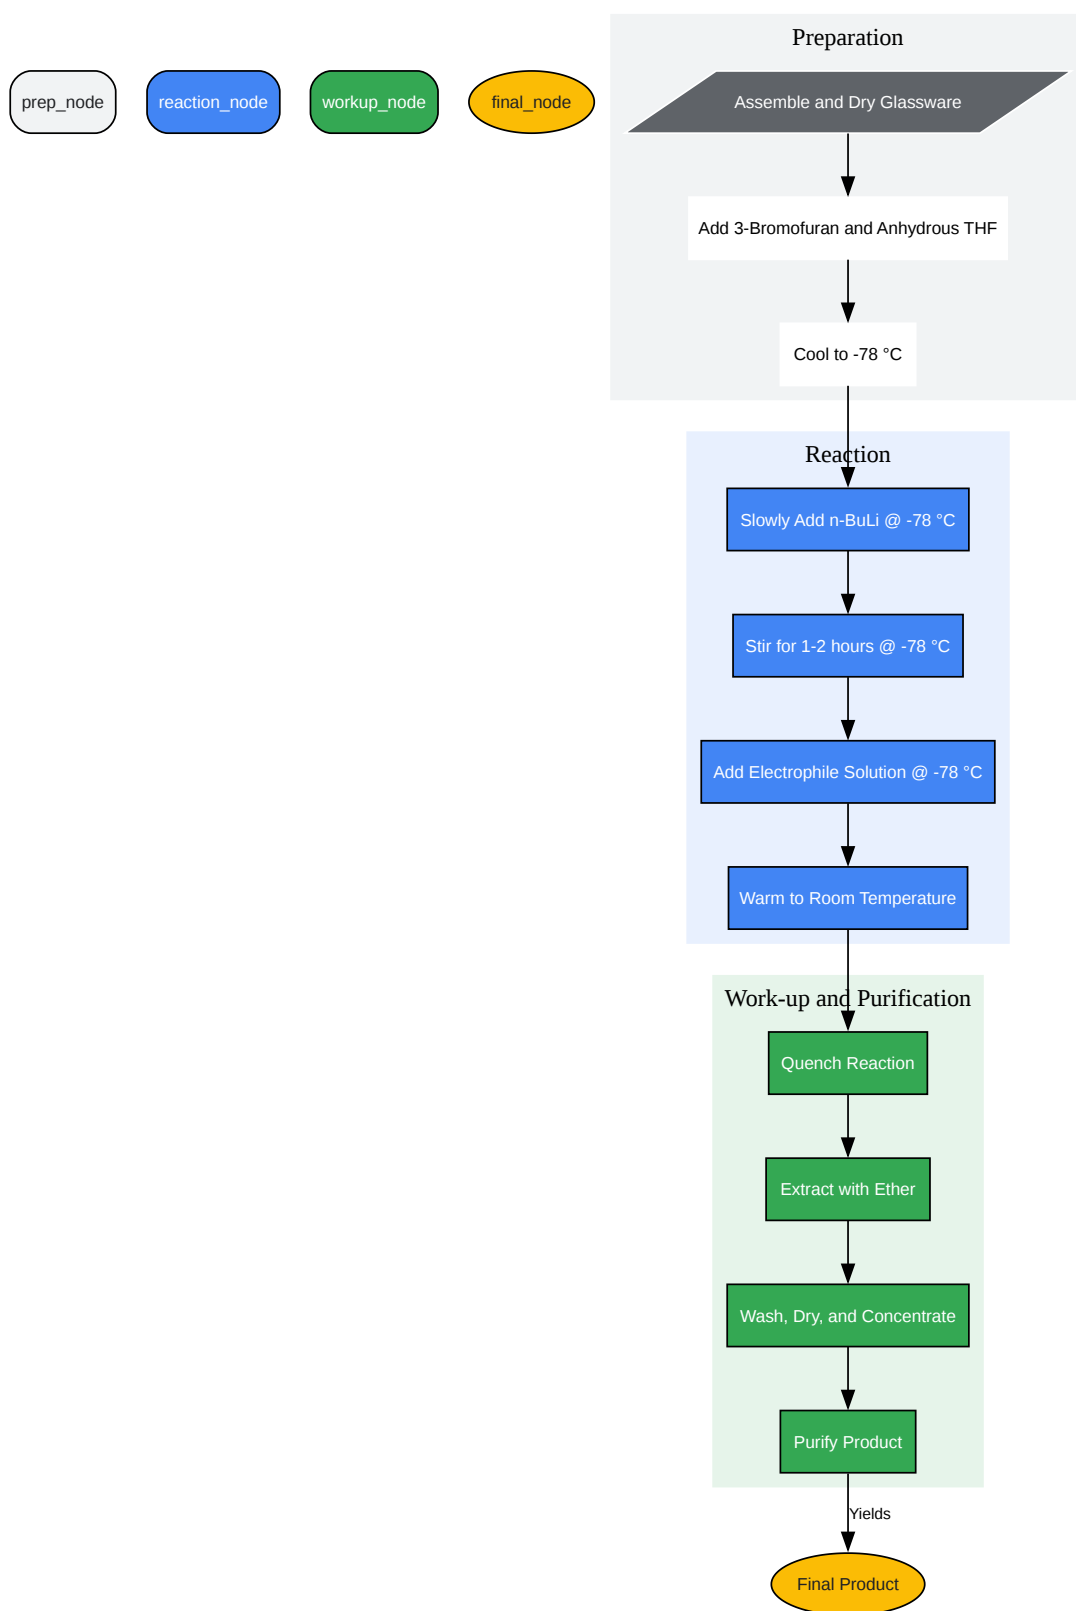 Preparation
prep_node
reaction_node
workup_node
final_node
Assemble and Dry Glassware
Add 3-Bromofuran and Anhydrous THF
Cool to -78 °C
Reaction
Slowly Add n-BuLi @ -78 °C
Stir for 1-2 hours @ -78 °C
Add Electrophile Solution @ -78 °C
Warm to Room Temperature
Work-up and Purification
Quench Reaction
Extract with Ether
Wash, Dry, and Concentrate
Purify Product
Yields
Final Product